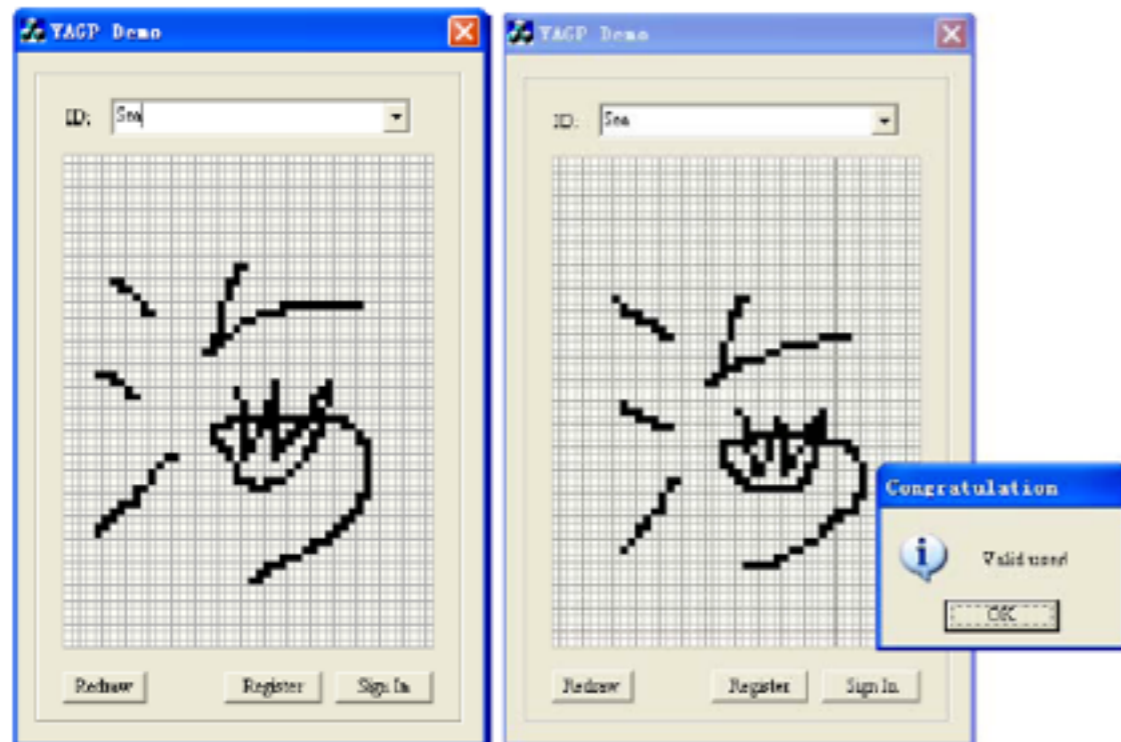 YAGP Demo
ID: Sea
Redraw Register Sign In
YAGP Demo
ID: Sea
Redraw Register Sign In
Congratulation
Valid user!
OK